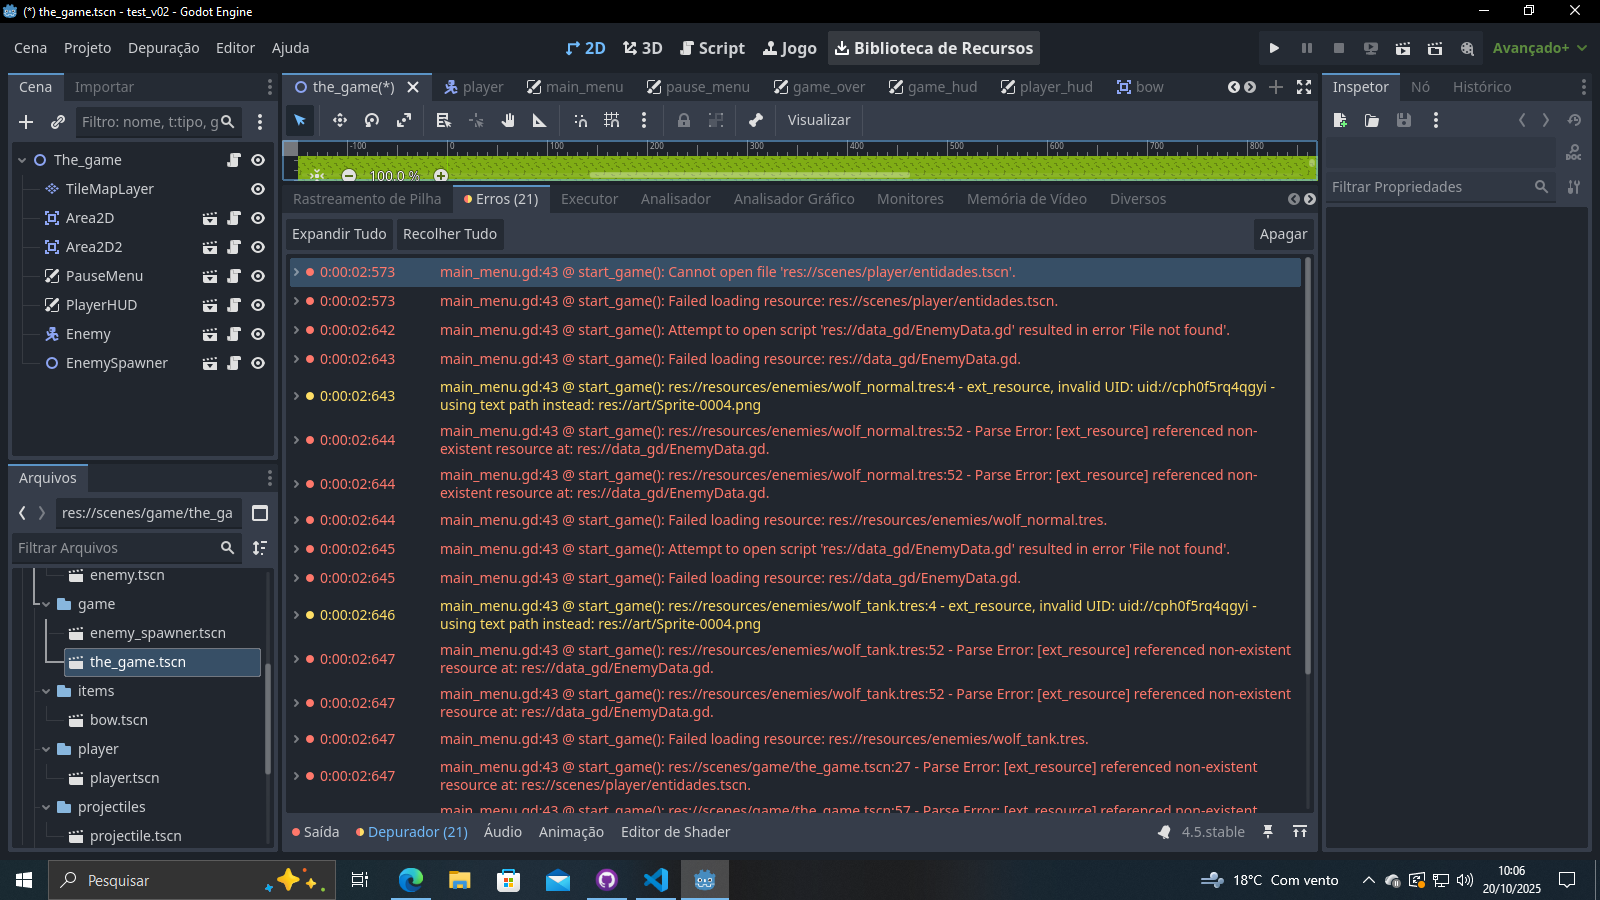 (*) the_game.tscn - test_v02 - Godot Engine
Cena Projeto Depuração Editor Ajuda
2D 3D Script Jogo Biblioteca de Recursos
Avançado+
Cena Importar
Filtro: nome, t:tipo, g
The_game
TileMapLayer
Area2D
Area2D2
PauseMenu
PlayerHUD
Enemy
EnemySpawner
Arquivos
res://scenes/game/the_ga
Filtrar Arquivos
enemy.tscn
game
enemy_spawner.tscn
the_game.tscn
items
bow.tscn
player
player.tscn
projectiles
projectile.tscn
the_game(*) player main_menu pause_menu game_over game_hud player_hud bow
Visualizar
-100 0 100 200 300 400 500 600 700 800
100.0 %
Rastreamento de Pilha Erros (21) Executor Analisador Analisador Gráfico Monitores Memória de Vídeo Diversos
Expandir Tudo Recolher Tudo Apagar
0:00:02:573 main_menu.gd:43 @ start_game(): Cannot open file 'res://scenes/player/entidades.tscn'.
0:00:02:573 main_menu.gd:43 @ start_game(): Failed loading resource: res://scenes/player/entidades.tscn.
0:00:02:642 main_menu.gd:43 @ start_game(): Attempt to open script 'res://data_gd/EnemyData.gd' resulted in error 'File not found'.
0:00:02:643 main_menu.gd:43 @ start_game(): Failed loading resource: res://data_gd/EnemyData.gd.
0:00:02:643 main_menu.gd:43 @ start_game(): res://resources/enemies/wolf_normal.tres:4 - ext_resource, invalid UID: uid://cph0f5rq4qgyi -
using text path instead: res://art/Sprite-0004.png
0:00:02:644 main_menu.gd:43 @ start_game(): res://resources/enemies/wolf_normal.tres:52 - Parse Error: [ext_resource] referenced non-
existent resource at: res://data_gd/EnemyData.gd.
0:00:02:644 main_menu.gd:43 @ start_game(): res://resources/enemies/wolf_normal.tres:52 - Parse Error: [ext_resource] referenced non-
existent resource at: res://data_gd/EnemyData.gd.
0:00:02:644 main_menu.gd:43 @ start_game(): Failed loading resource: res://resources/enemies/wolf_normal.tres.
0:00:02:645 main_menu.gd:43 @ start_game(): Attempt to open script 'res://data_gd/EnemyData.gd' resulted in error 'File not found'.
0:00:02:645 main_menu.gd:43 @ start_game(): Failed loading resource: res://data_gd/EnemyData.gd.
0:00:02:646 main_menu.gd:43 @ start_game(): res://resources/enemies/wolf_tank.tres:4 - ext_resource, invalid UID: uid://cph0f5rq4qgyi -
using text path instead: res://art/Sprite-0004.png
0:00:02:647 main_menu.gd:43 @ start_game(): res://resources/enemies/wolf_tank.tres:52 - Parse Error: [ext_resource] referenced non-existent
resource at: res://data_gd/EnemyData.gd.
0:00:02:647 main_menu.gd:43 @ start_game(): res://resources/enemies/wolf_tank.tres:52 - Parse Error: [ext_resource] referenced non-existent
resource at: res://data_gd/EnemyData.gd.
0:00:02:647 main_menu.gd:43 @ start_game(): Failed loading resource: res://resources/enemies/wolf_tank.tres.
0:00:02:647 main_menu.gd:43 @ start_game(): res://scenes/game/the_game.tscn:27 - Parse Error: [ext_resource] referenced non-existent
resource at: res://scenes/player/entidades.tscn.
main_menu.gd:43 @ start_game(): res://scenes/game/the_game.tscn:57 - Parse Error: [ext_resource] referenced non-existent
Saída Depurador (21) Áudio Animação Editor de Shader 4.5.stable
Inspetor Nó Histórico
DOC
Filtrar Propriedades
Pesquisar
18°C Com vento
10:06
20/10/2025